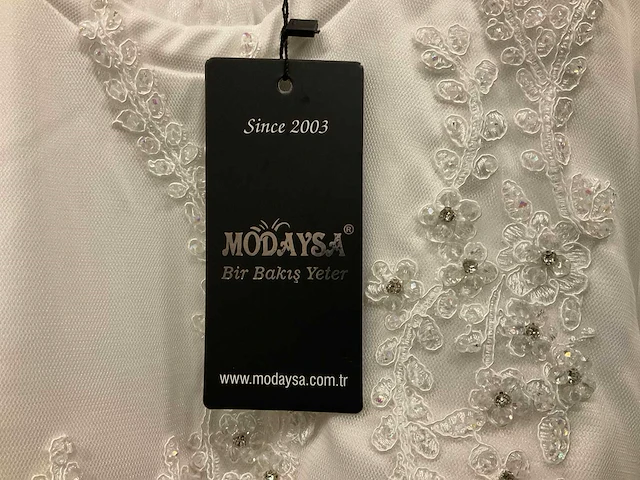 Since 2003
MODAYSA®
Bir Bakış Yeter
www.modaysa.com.tr